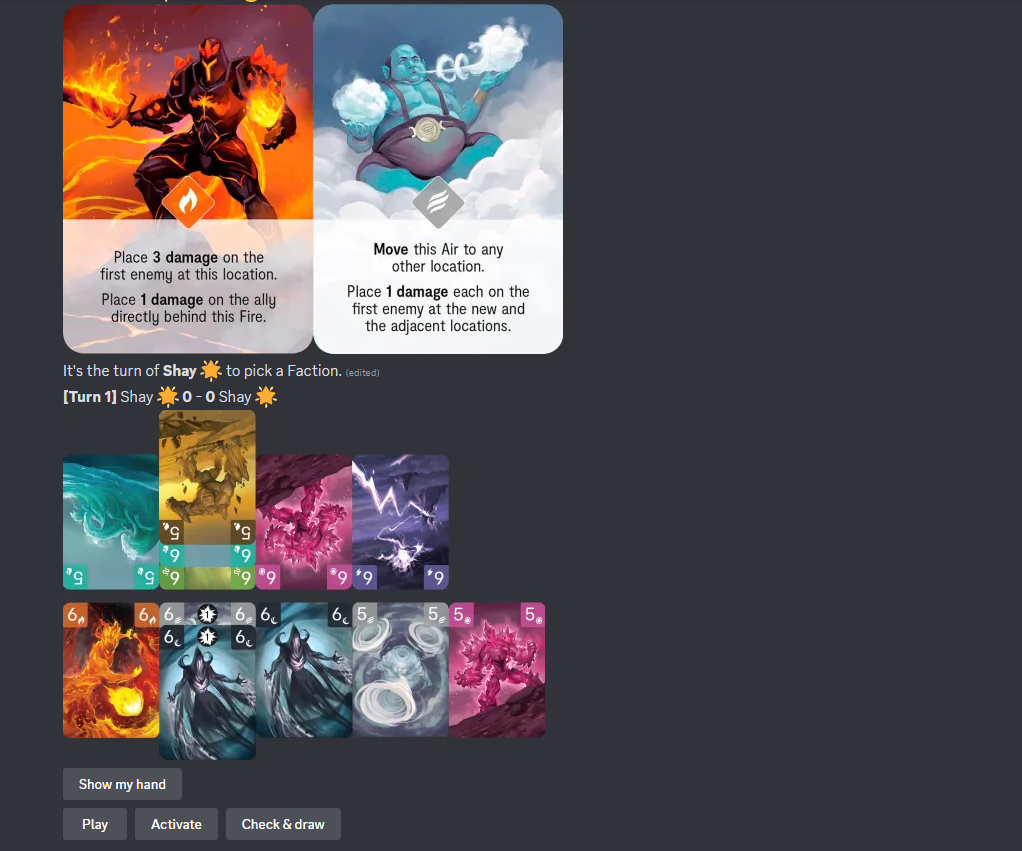 Place 3 damage on the
first enemy at this location.
Place 1 damage on the ally
directly behind this Fire.
Move this Air to any
other location.
Place 1 damage each on the
first enemy at the new and
the adjacent locations.
It's the turn of Shay to pick a Faction. (edited)
[Turn 1] Shay 0 - 0 Shay
5 5
6 6
5 5 6 6 6 6 6 6
6 6 6 1 6 6 6 5 5 5 5
6 1 6
Show my hand
Play Activate Check & draw